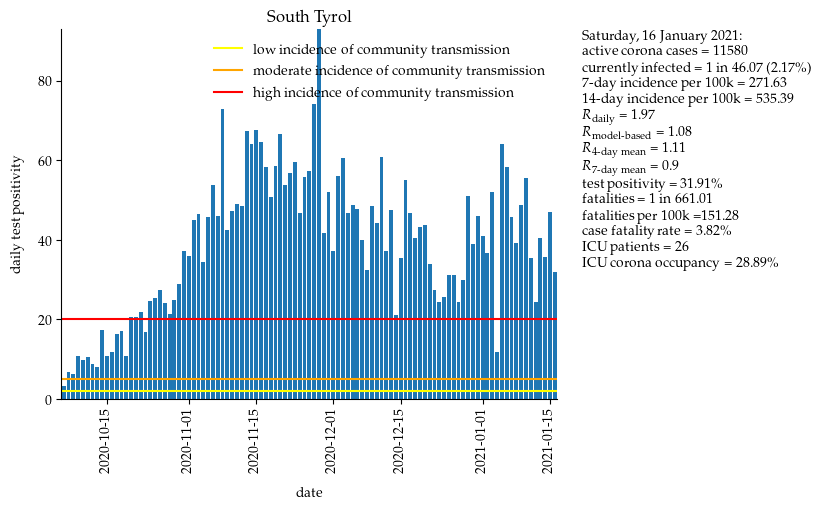 South Tyrol
low incidence of community transmission
moderate incidence of community transmission
high incidence of community transmission
daily test positivity
80
60
40
20
0
2020-10-15
2020-11-01
2020-11-15
2020-12-01
2020-12-15
2021-01-01
2021-01-15
date
Saturday, 16 January 2021:
active corona cases = 11580
currently infected = 1 in 46.07 (2.17%)
7-day incidence per 100k = 271.63
14-day incidence per 100k = 535.39
R daily = 1.97
R model-based = 1.08
R 4-day mean = 1.11
R 7-day mean = 0.9
test positivity = 31.91%
fatalities = 1 in 661.01
fatalities per 100k =151.28
case fatality rate = 3.82%
ICU patients = 26
ICU corona occupancy = 28.89%